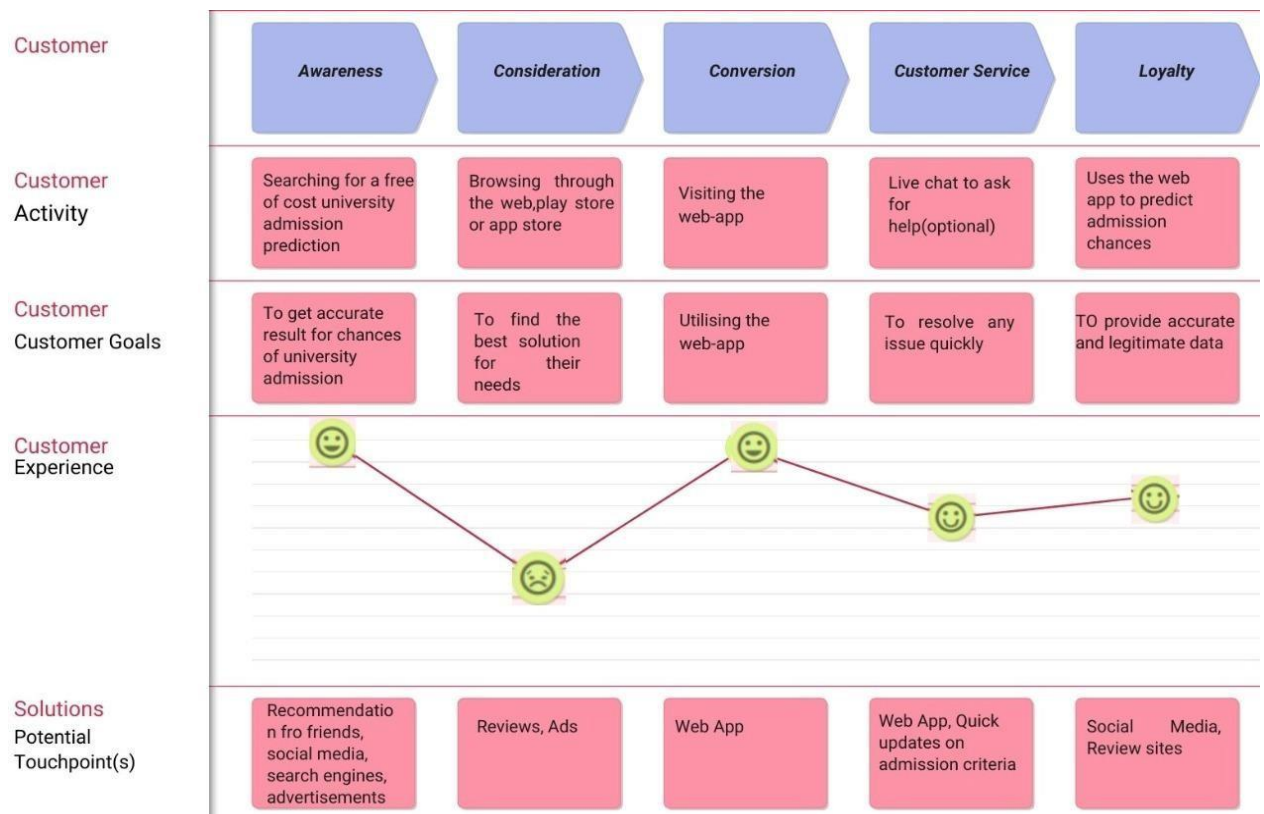 Customer
Awareness
Consideration
Conversion
Customer Service
Loyalty
Customer
Activity
Searching for a free
of cost university
admission
prediction
Browsing through
the web,play store
or app store
Visiting the
web-app
Live chat to ask
for
help(optional)
Uses the web
app to predict
admission
chances
Customer
Customer Goals
To get accurate
result for chances
of university
admission
To find the
best solution
for their
needs
Utilising the
web-app
To resolve any
issue quickly
TO provide accurate
and legitimate data
Customer
Experience
Solutions
Potential
Touchpoint(s)
Recommendatio
n fro friends,
social media,
search engines,
advertisements
Reviews, Ads
Web App
Web App, Quick
updates on
admission criteria
Social Media,
Review sites